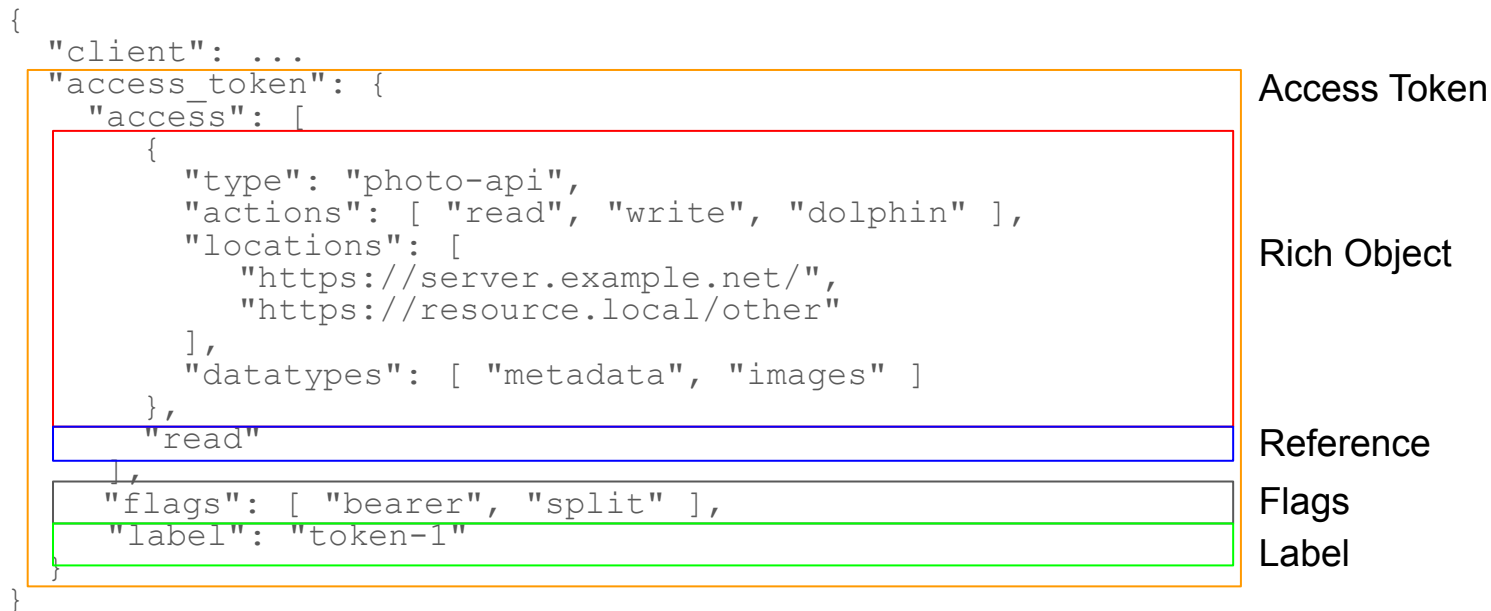 {
  "client": ...
  "access_token": { Access Token
    "access": [
      {
        "type": "photo-api",
        "actions": [ "read", "write", "dolphin" ],
        "locations": [ Rich Object
          "https://server.example.net/",
          "https://resource.local/other"
        ],
        "datatypes": [ "metadata", "images" ]
      },
      "read" Reference
    ],
    "flags": [ "bearer", "split" ], Flags
    "label": "token-1" Label
  }
}